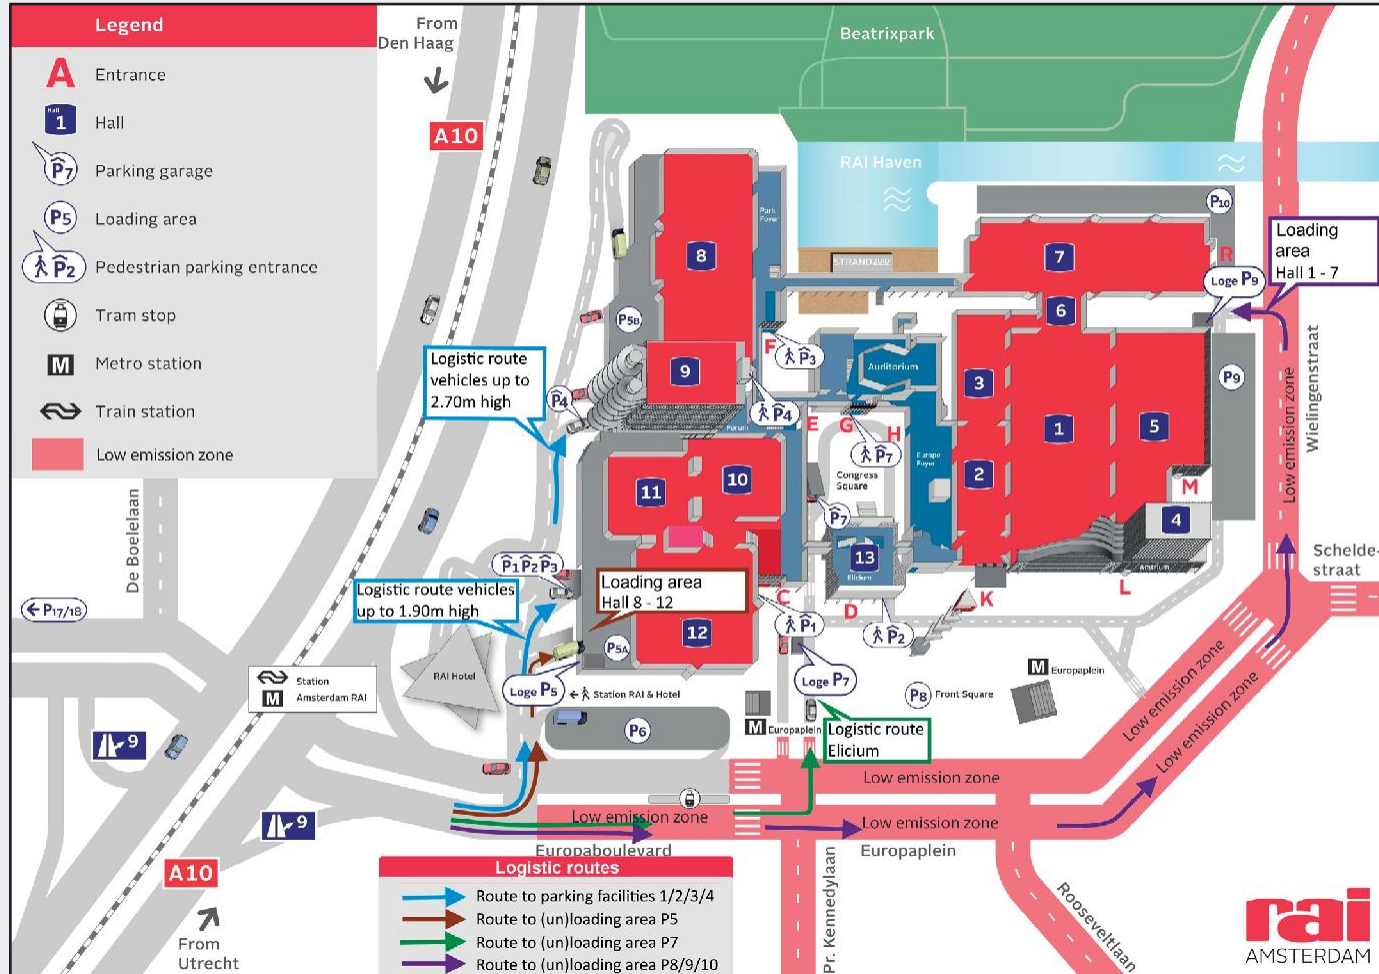 Legend
A Entrance
Hall 1 Hall
P7 Parking garage
P5 Loading area
P2 Pedestrian parking entrance
Tram stop
M Metro station
Train station
Low emission zone
From
Den Haag
A10
Beatrixpark
RAI Haven
STRANDZUID
Park
Foyer
8
7
6
P10
R
Loading
area
Hall 1 - 7
Loge P9
P5B
F
P3
9
P4
P4
Forum
Auditorium
E
G
H
P7
Congress
Square
Europe
Foyer
3
1
5
2
P9
M
4
Low emission zone
Wielingenstraat
Schelde-
straat
Logistic route
vehicles up to
2.70m high
11
10
P7
13
Elicium
D
K
L
C
P1
P2
P1 P2 P3
Logistic route vehicles
up to 1.90m high
Loading area
Hall 8 - 12
12
P5A
Loge P5
Station RAI & Hotel
RAI Hotel
De Boelelaan
P17/18
Station
M Amsterdam RAI
9
9
P6
M Europaplein
Loge P7
P8 Front Square
M Europaplein
Logistic route
Elicium
Low emission zone
Low emission zone
Low emission zone
Low emission zone
Low emission zone
Europaboulevard
Europaplein
Pr. Kennedylaan
Rooseveltlaan
A10
From
Utrecht
Logistic routes
Route to parking facilities 1/2/3/4
Route to (un)loading area P5
Route to (un)loading area P7
Route to (un)loading area P8/9/10
rai
AMSTERDAM